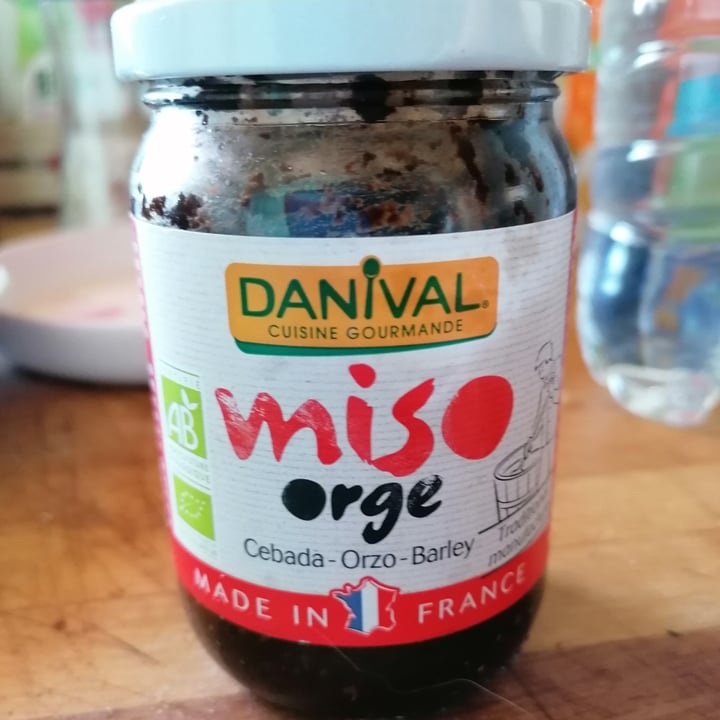 DANIVAL®
CUISINE GOURMANDE
miso
orge
Cebada - Orzo - Barley
AB
MADE IN FRANCE